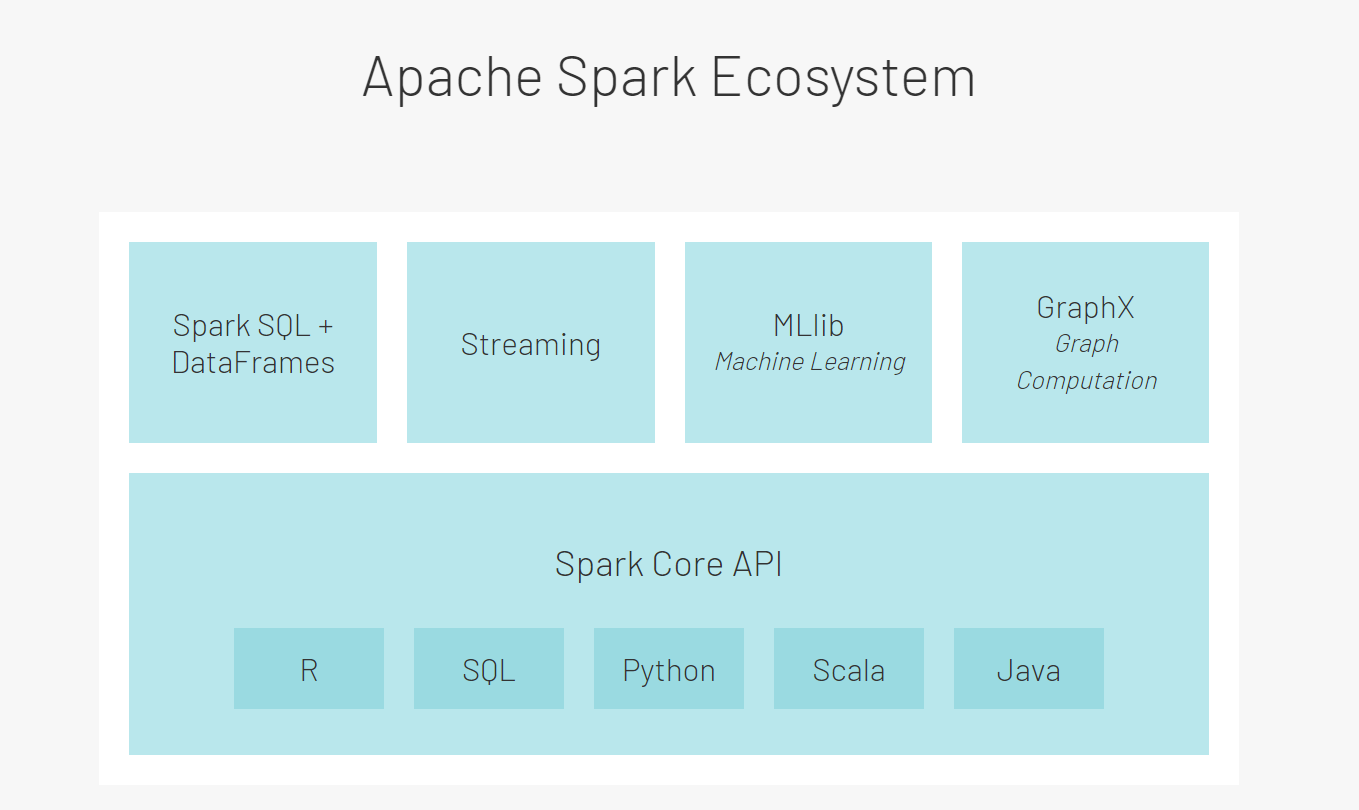 Apache Spark Ecosystem
Spark SQL +
DataFrames
Streaming
MLlib
Machine Learning
GraphX
Graph
Computation
Spark Core API
R
SQL
Python
Scala
Java